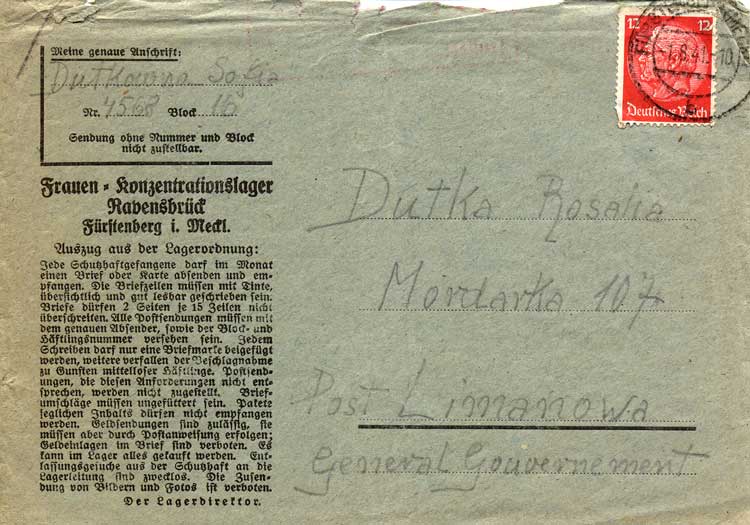 Meine genaue Anschrift:
Dutkowna Sofia
Nr. 4568 Block 1b
Sendung ohne Nummer und Block
nicht zustellbar.
Frauen-Konzentrationslager
Ravensbrück
Fürstenberg i. Meckl.
Auszug aus der Lagerordnung:
Jede Schutzhaftgefangene darf im Monat
einen Brief oder Karte absenden und em-
pfangen. Die Briefzeilen müssen mit Tinte,
übersichtlich und gut lesbar geschrieben sein.
Briefe dürfen 2 Seiten je 15 Zeilen nicht
überschreiten. Alle Postsendungen müssen mit
dem genauen Absender, sowie der Block- und
Häftlingsnummer versehen sein. Jedem
Schreiben darf nur eine Briefmarke beigefügt
werden, weitere verfallen der Beschlagnahme
zu Gunsten mittelloser Häftlinge. Postsend-
ungen, die diesen Anforderungen nicht ent-
sprechen, werden nicht zugestellt. Brief-
umschläge müssen ungefüttert sein. Pakete
jeglichen Inhalts dürfen nicht empfangen
werden. Geldsendungen sind zulässig, sie
müssen aber durch Postanweisung erfolgen;
Geldeinlagen im Brief sind verboten. Es
kann im Lager alles gekauft werden. Ent-
lassungsgesuche aus der Schutzhaft an die
Lagerleitung sind zwecklos. Die Zusen-
dung von Bildern und Fotos ist verboten.
Der Lagerdirektor.
12 12
Deutsches Reich
8.41. 10
b
Dutka Rosalia
Mordarka 107
Post Limanowa
General Gouvernement